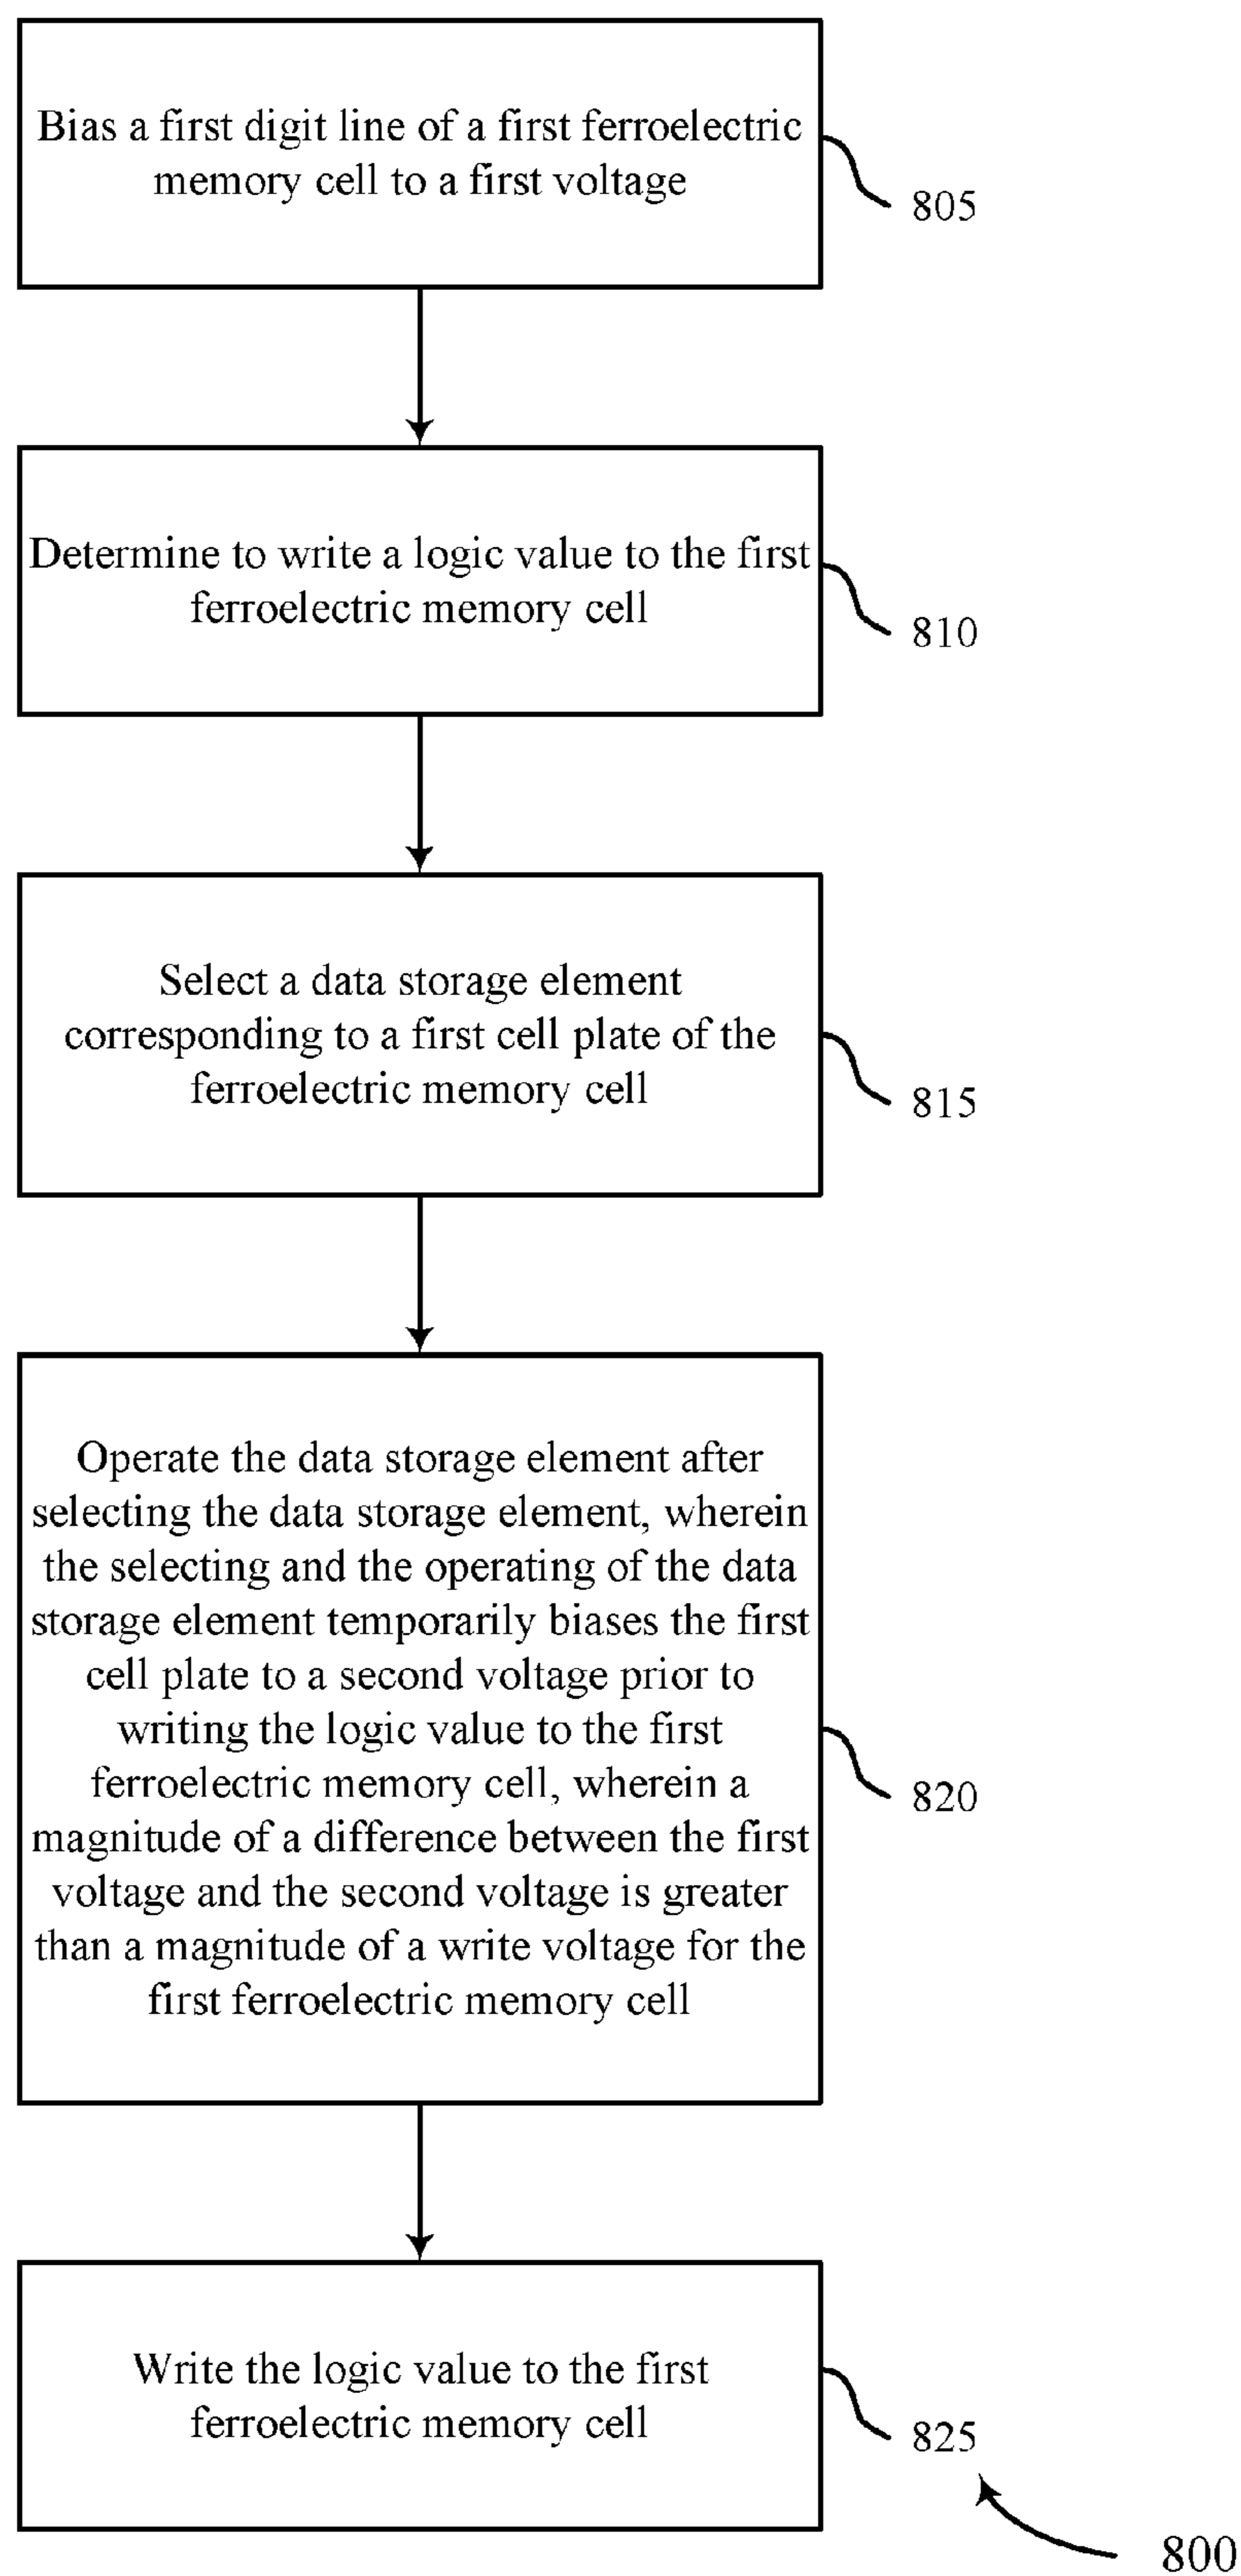 Bias a first digit line of a first ferroelectric
memory cell to a first voltage
805
Determine to write a logic value to the first
ferroelectric memory cell
810
Select a data storage element
corresponding to a first cell plate of the
ferroelectric memory cell
815
Operate the data storage element after
selecting the data storage element, wherein
the selecting and the operating of the data
storage element temporarily biases the first
cell plate to a second voltage prior to
writing the logic value to the first
ferroelectric memory cell, wherein a
magnitude of a difference between the first
voltage and the second voltage is greater
than a magnitude of a write voltage for the
first ferroelectric memory cell
820
Write the logic value to the first
ferroelectric memory cell
825
800